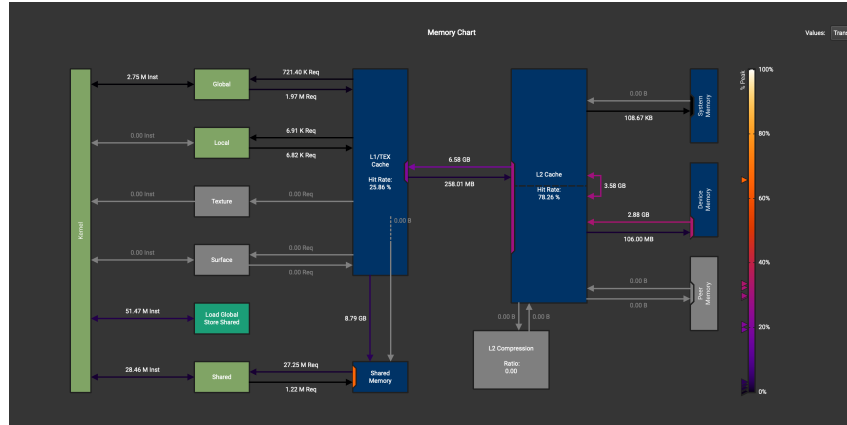 Memory Chart
Values:
Tran
% Peak
100%
80%
60%
40%
20%
0%
Kernel
2.75 M Inst
Global
721.40 K Req
1.97 M Req
0.00 Inst
Local
6.91 K Req
6.82 K Req
0.00 Inst
Texture
0.00 Req
0.00 Inst
Surface
0.00 Req
0.00 Req
51.47 M Inst
Load Global
Store Shared
28.46 M Inst
Shared
27.25 M Req
1.22 M Req
L1/TEX
Cache
Hit Rate:
25.86 %
0.00 B
8.79 GB
Shared
Memory
6.58 GB
258.01 MB
L2 Cache
Hit Rate:
78.26 %
3.58 GB
0.00 B
0.00 B
L2 Compression
Ratio:
0.00
0.00 B
108.67 KB
System
Memory
2.88 GB
106.00 MB
Device
Memory
0.00 B
0.00 B
Peer
Memory